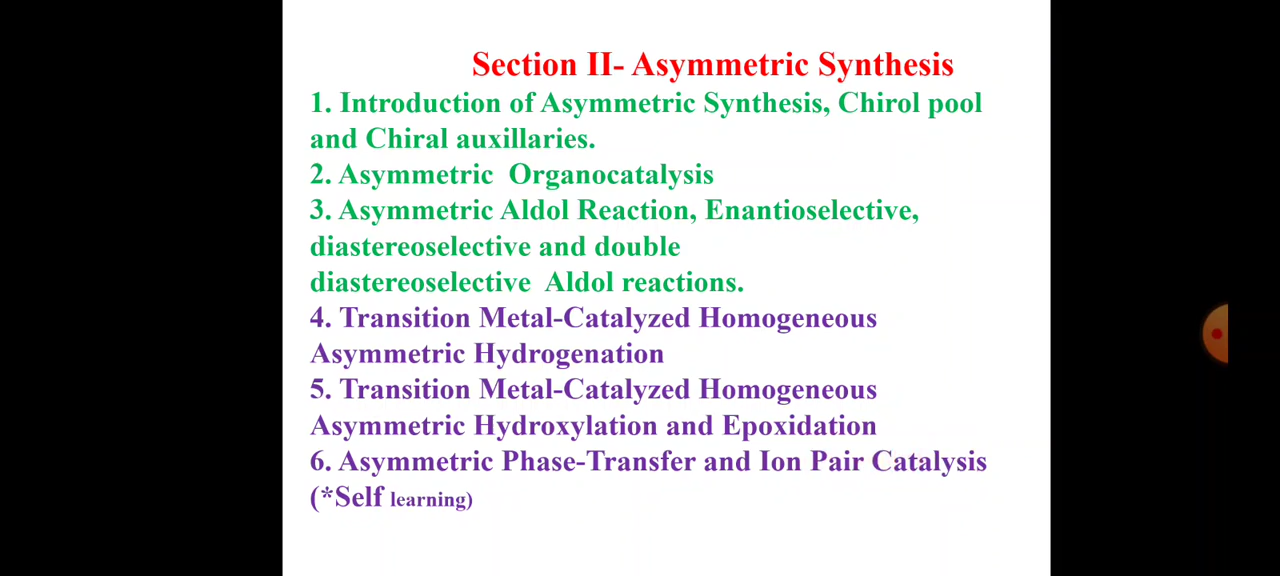 Section II- Asymmetric Synthesis
1. Introduction of Asymmetric Synthesis, Chirol pool
and Chiral auxillaries.
2. Asymmetric  Organocatalysis
3. Asymmetric Aldol Reaction, Enantioselective,
diastereoselective and double
diastereoselective  Aldol reactions.
4. Transition Metal-Catalyzed Homogeneous
Asymmetric Hydrogenation
5. Transition Metal-Catalyzed Homogeneous
Asymmetric Hydroxylation and Epoxidation
6. Asymmetric Phase-Transfer and Ion Pair Catalysis
(*Self learning)